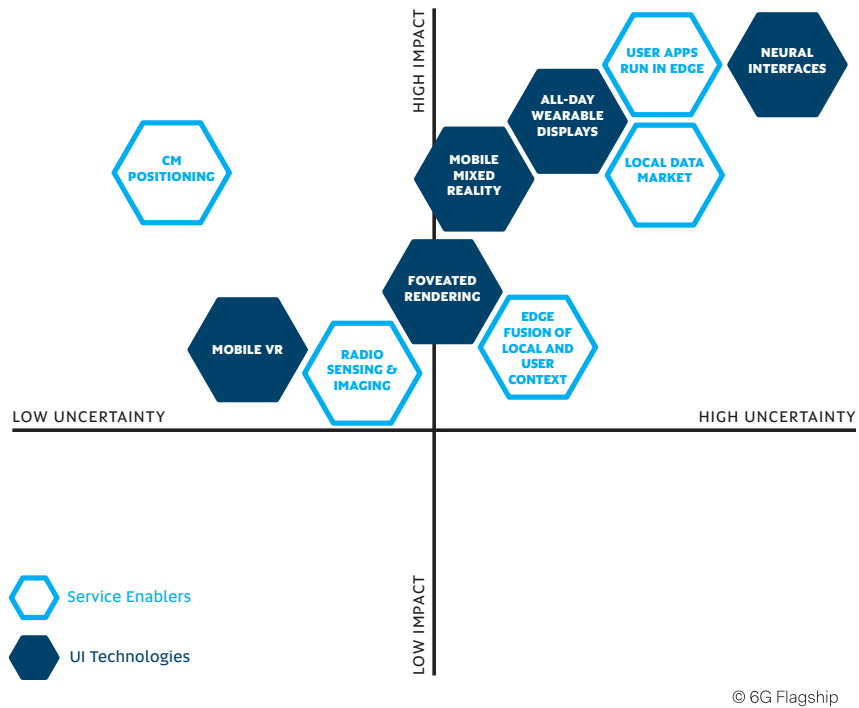 HIGH IMPACT
USER APPS
RUN IN EDGE
NEURAL
INTERFACES
ALL-DAY
WEARABLE
DISPLAYS
CM
POSITIONING
MOBILE
MIXED
REALITY
LOCAL DATA
MARKET
FOVEATED
RENDERING
MOBILE VR
RADIO
SENSING &
IMAGING
EDGE
FUSION OF
LOCAL AND
USER
CONTEXT
LOW UNCERTAINTY
HIGH UNCERTAINTY
LOW IMPACT
Service Enablers
UI Technologies
© 6G Flagship